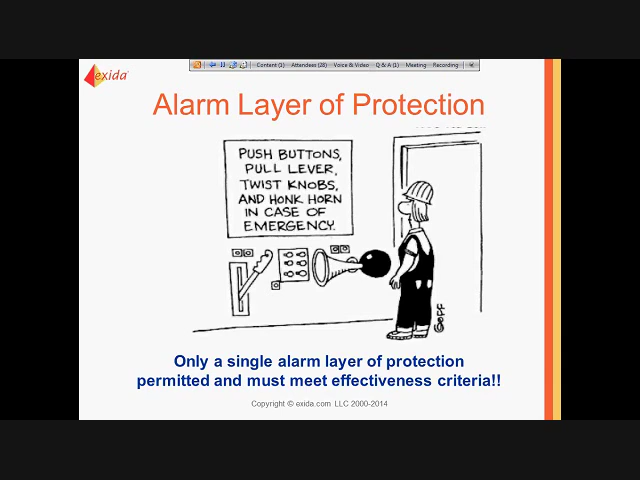 Content (1) Attendees (28) Voice & Video Q & A (1) Meeting Recording
exida
Alarm Layer of Protection
PUSH BUTTONS,
PULL LEVER,
TWIST KNOBS,
AND HONK HORN
IN CASE OF
EMERGENCY.
GOFF
Only a single alarm layer of protection
permitted and must meet effectiveness criteria!!
Copyright © exida.com LLC 2000-2014